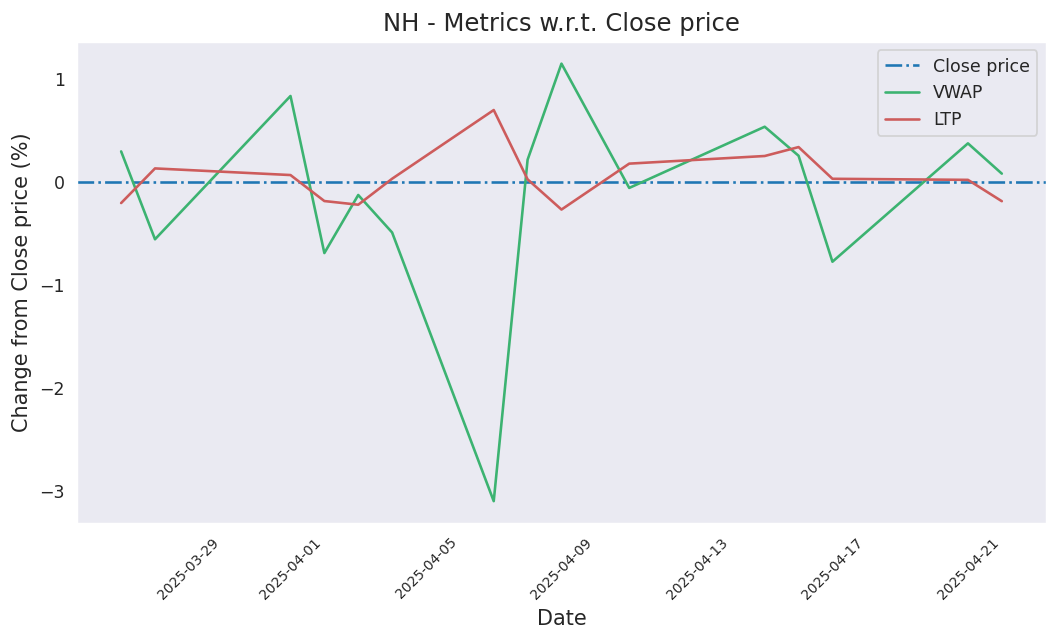 NH - Metrics w.r.t. Close price
Close price
VWAP
LTP
Change from Close price (%)
1
0
−1
−2
−3
2025-03-29
2025-04-01
2025-04-05
2025-04-09
2025-04-13
2025-04-17
2025-04-21
Date